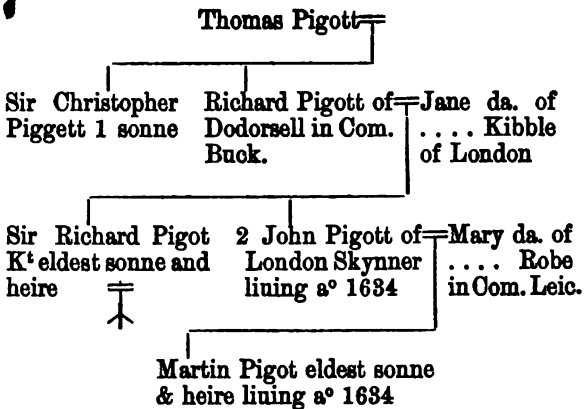 Thomas Pigott
Sir Christopher
Piggett 1 sonne
Richard Pigott of
Dodorsell in Com.
Buck.
Jane da. of
.... Kibble
of London
Sir Richard Pigot
Kᵗ eldest sonne and
heire
2 John Pigott of
London Skynner
liuing aº 1634
Mary da. of
.... Robe
in Com. Leic.
Martin Pigot eldest sonne
& heire liuing aº 1634